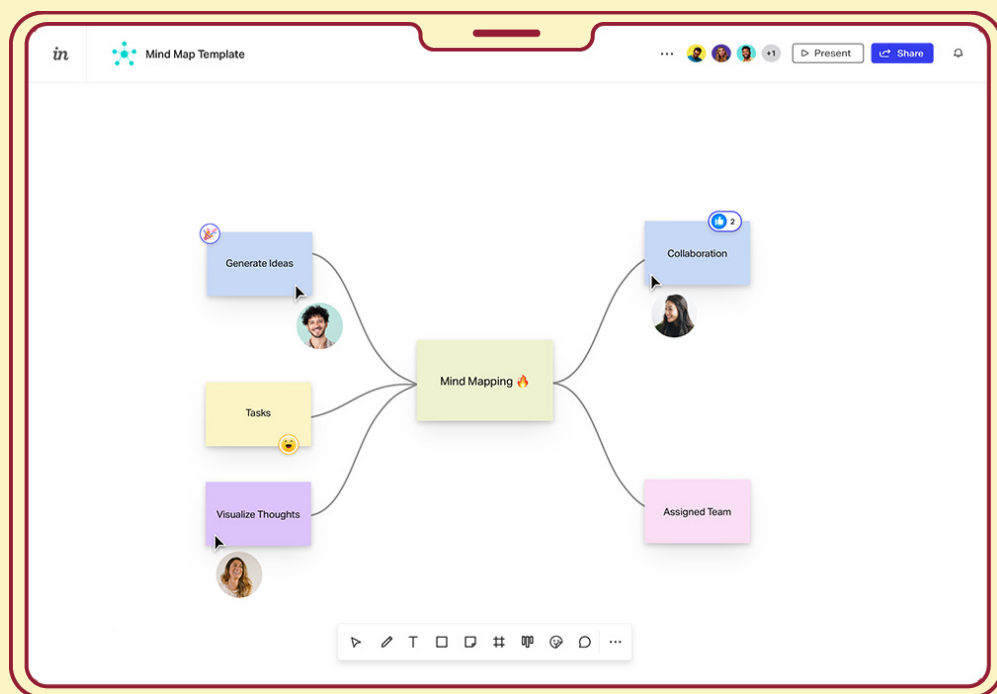 in
Mind Map Template
+1
Present
Share
Generate Ideas
2
Collaboration
Mind Mapping 🔥
Tasks
Visualize Thoughts
Assigned Team
T